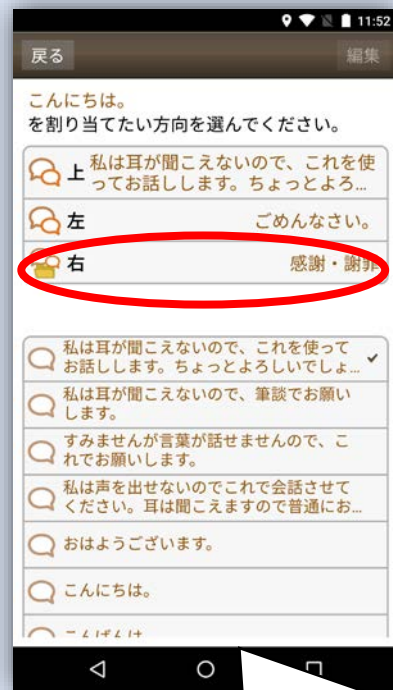 11:52
戻る 編集
こんにちは。
を割り当てたい方向を選んでください。
上 私は耳が聞こえないので、これを使
ってお話しします。ちょっとよろ...
左 ごめんなさい。
右 感謝・謝罪
私は耳が聞こえないので、これを使って
お話しします。ちょっとよろしいでしょ...
私は耳が聞こえないので、筆談でお願い
します。
すみませんが言葉が話せませんので、こ
れでお願いします。
私は声を出せないのでこれで会話させて
ください。耳は聞こえますので普通にお...
おはようございます。
こんにちは。
こんばんは